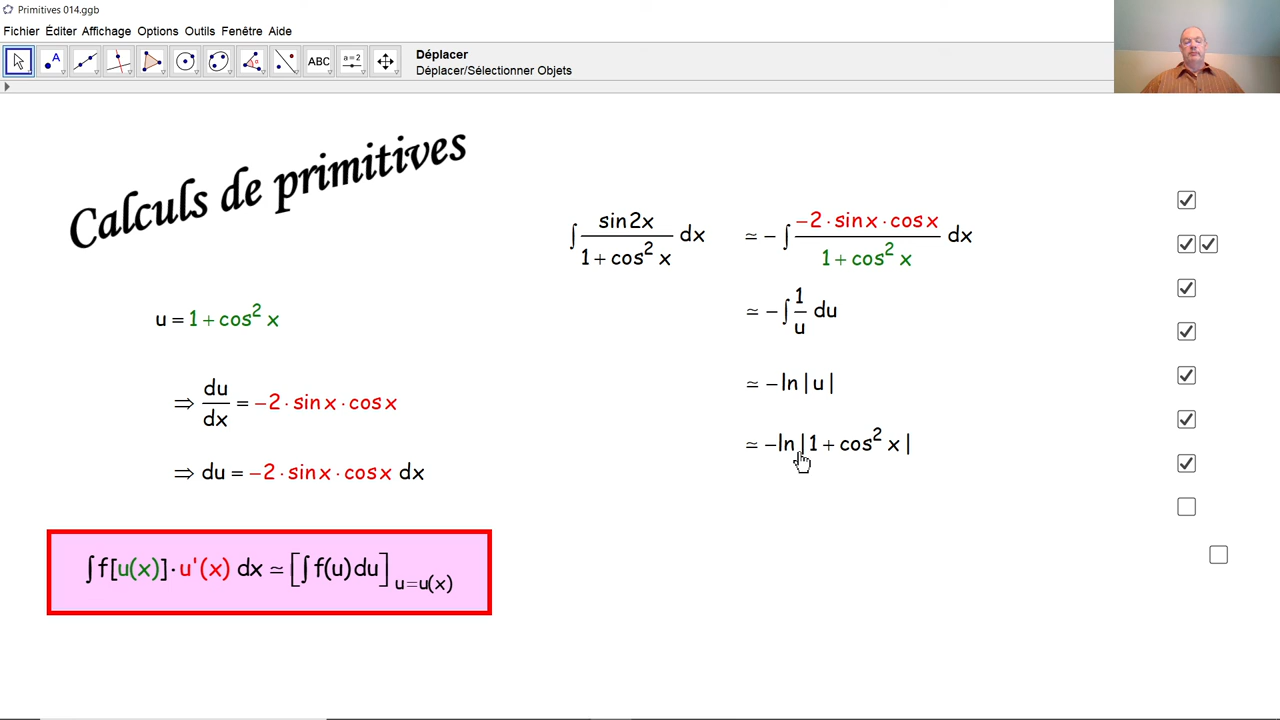 Primitives 014.ggb
Fichier Éditer Affichage Options Outils Fenêtre Aide
A ABC a=2 Déplacer
Déplacer/Sélectionner Objets
Calculs de primitives
∫ sin2x / (1 + cos² x) dx ≃ − ∫ (−2 · sin x · cos x) / (1 + cos² x) dx
≃ − ∫ 1/u du
u = 1 + cos² x
≃ − ln | u |
⇒ du/dx = −2 · sin x · cos x
≃ −ln | 1 + cos² x |
⇒ du = −2 · sin x · cos x dx
∫ f[u(x)] · u'(x) dx ≃ [∫ f(u) du] u=u(x)